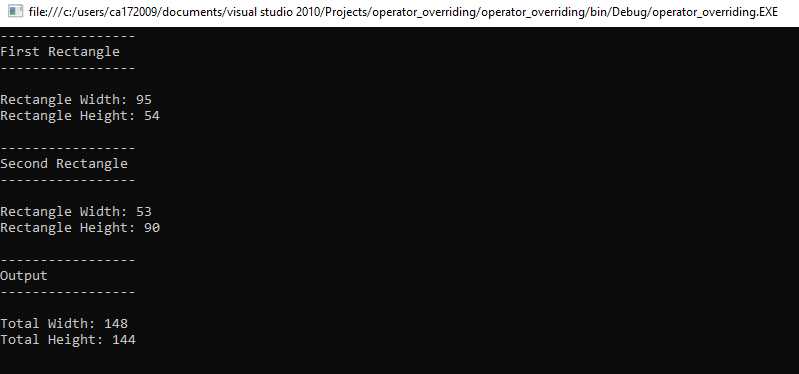 file:///c:/users/ca172009/documents/visual studio 2010/Projects/operator_overriding/operator_overriding/bin/Debug/operator_overriding.EXE
-----------------
First Rectangle
-----------------
Rectangle Width: 95
Rectangle Height: 54
-----------------
Second Rectangle
-----------------
Rectangle Width: 53
Rectangle Height: 90
-----------------
Output
-----------------
Total Width: 148
Total Height: 144